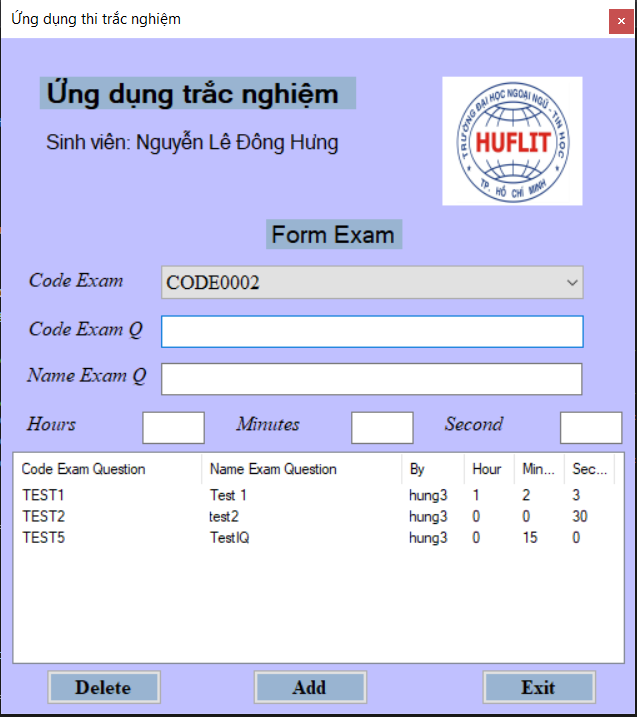 Ứng dụng thi trắc nghiệm
Ứng dụng trắc nghiệm
Sinh viên: Nguyễn Lê Đông Hưng
TRƯỜNG ĐẠI HỌC NGOẠI NGỮ - TIN HỌC
HUFLIT
TP. HỒ CHÍ MINH
Form Exam
Code Exam CODE0002
Code Exam Q
Name Exam Q
Hours Minutes Second
Code Exam Question Name Exam Question By Hour Min... Sec...
TEST1 Test 1 hung3 1 2 3
TEST2 test2 hung3 0 0 30
TEST5 TestIQ hung3 0 15 0
Delete Add Exit